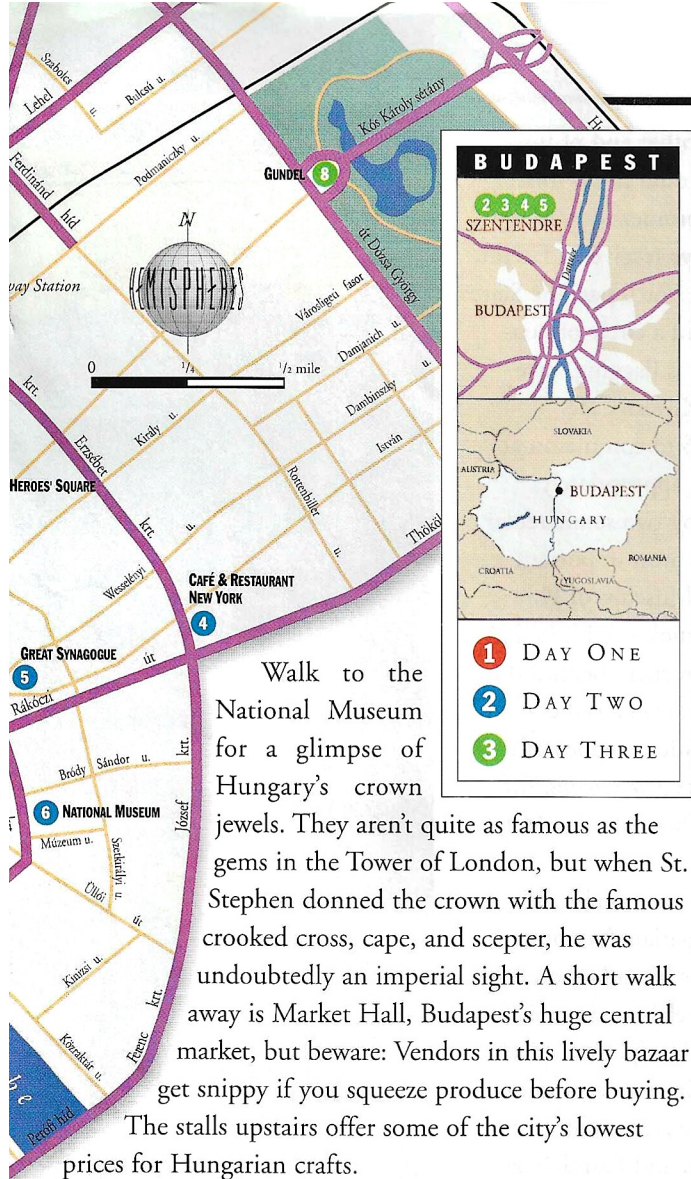 Szabolcs u.
Bulcsú u.
Lehel
Ferdinánd híd
Podmaniczky u.
Kós Károly sétány
GUNDEL 8
út Dózsa György
N
HEMISPHERES
way Station
0 1/4 1/2 mile
Városligeti fasor
Damjanich u.
Dambinszky u.
István
Király u.
Rottenbiller u.
Thököl
krt.
Erzsébet
krt.
HEROES' SQUARE
Wesselényi u.
CAFÉ & RESTAURANT
NEW YORK
4
GREAT SYNAGOGUE
5
Rákóczi út
Bródy Sándor u.
József krt.
6 NATIONAL MUSEUM
Múzeum u.
Szetkirályi u.
Üllői út
Kinizsi u.
Közraktár u.
Ferenc krt.
be
Petőfi híd
BUDAPEST
2 3 4 5
SZENTENDRE
Danube
BUDAPEST
SLOVAKIA
AUSTRIA
BUDAPEST
HUNGARY
ROMANIA
CROATIA
YUGOSLAVIA
1 DAY ONE
2 DAY TWO
3 DAY THREE
Walk to the
National Museum
for a glimpse of
Hungary's crown
jewels. They aren't quite as famous as the
gems in the Tower of London, but when St.
Stephen donned the crown with the famous
crooked cross, cape, and scepter, he was
undoubtedly an imperial sight. A short walk
away is Market Hall, Budapest's huge central
market, but beware: Vendors in this lively bazaar
get snippy if you squeeze produce before buying.
The stalls upstairs offer some of the city's lowest
prices for Hungarian crafts.